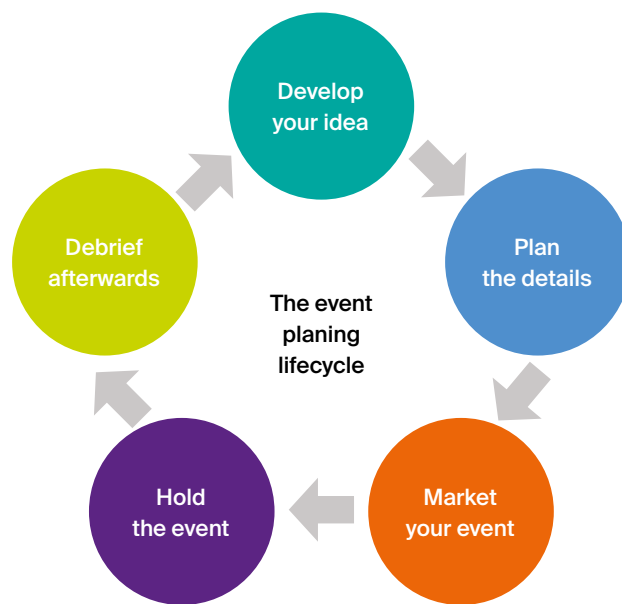 Develop
your idea
Plan
the details
Market
your event
Hold
the event
Debrief
afterwards
The event
planing
lifecycle